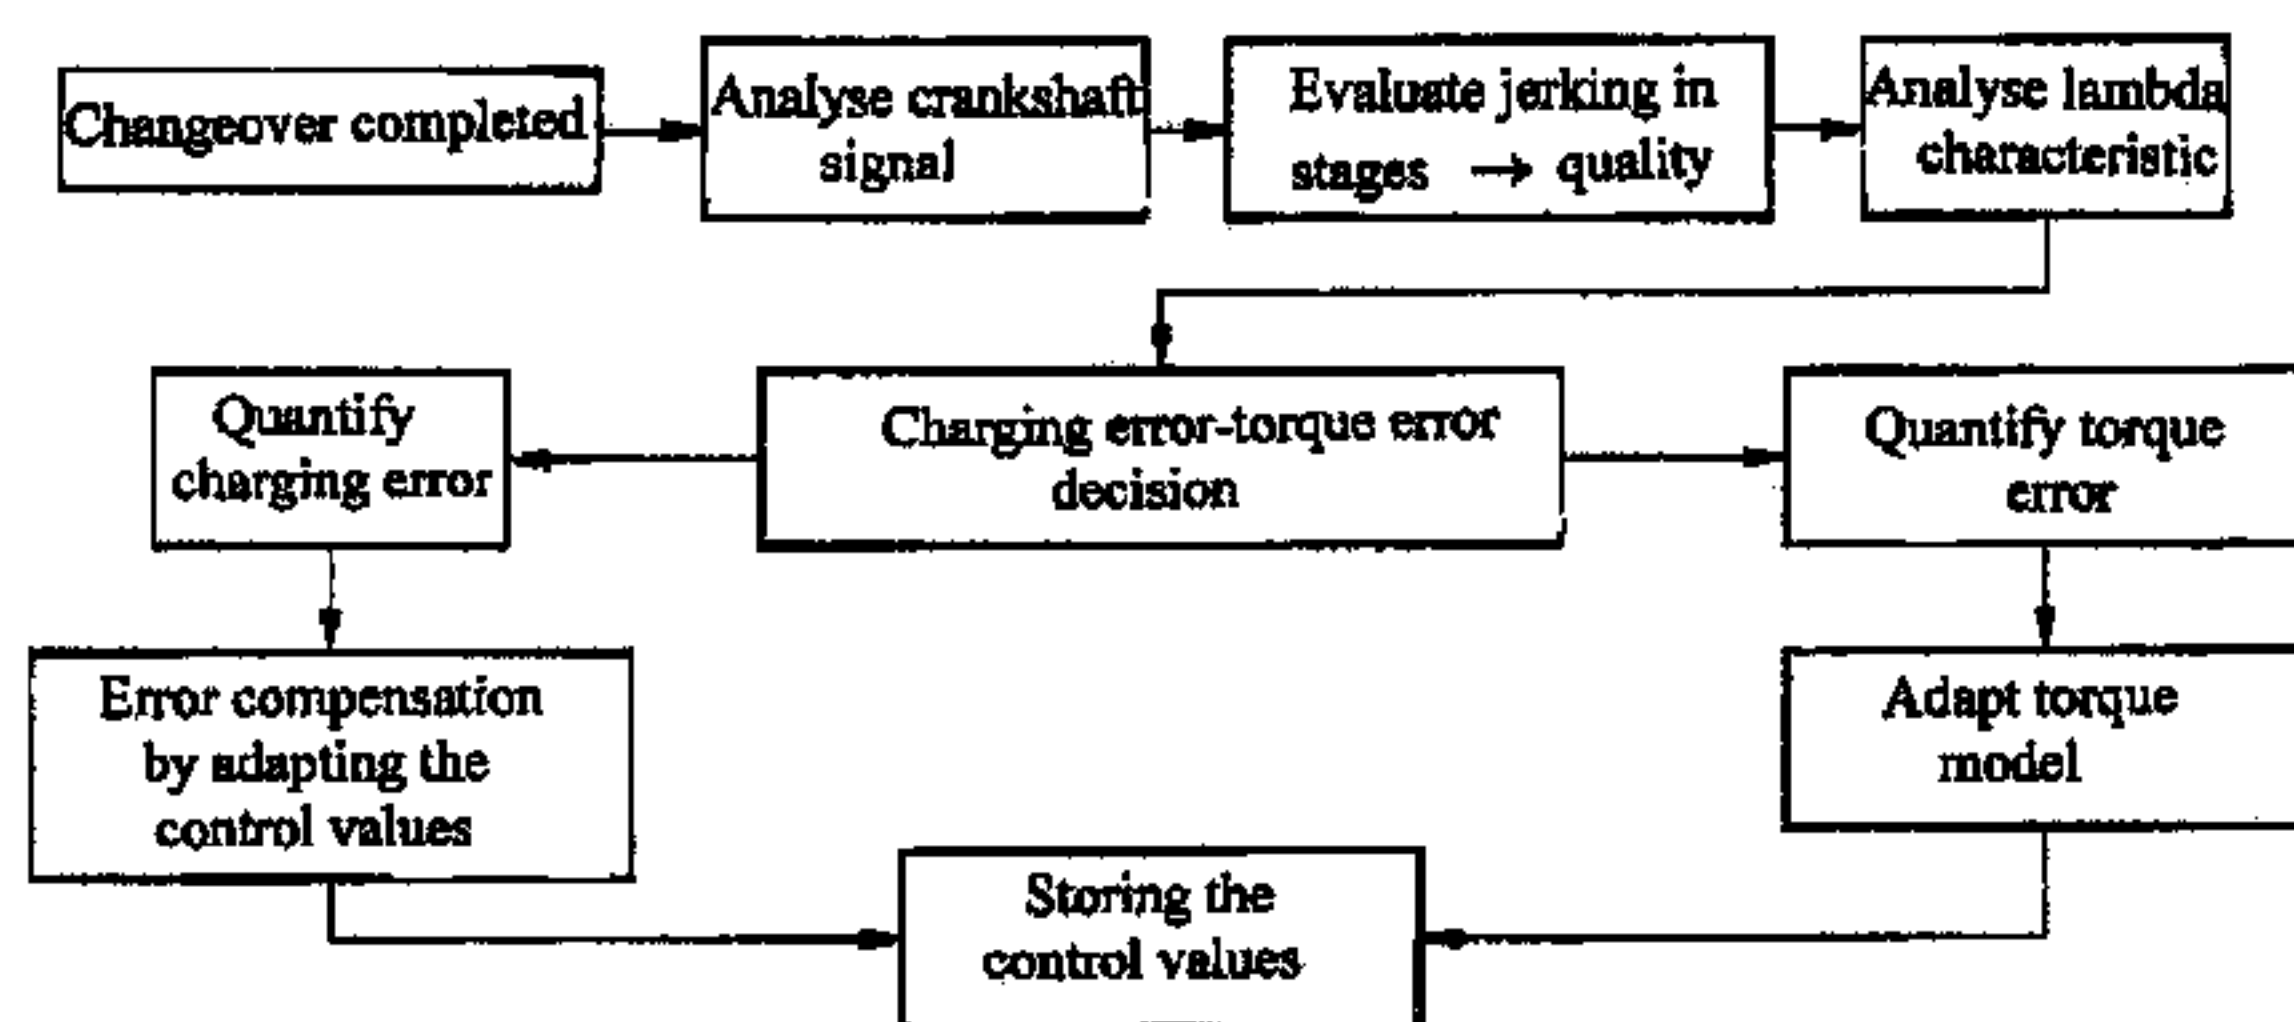 Changeover completed
Analyse crankshaft
signal
Evaluate jerking in
stages → quality
Analyse lambda
characteristic
Quantify
charging error
Charging error-torque error
decision
Quantify torque
error
Error compensation
by adapting the
control values
Adapt torque
model
Storing the
control values